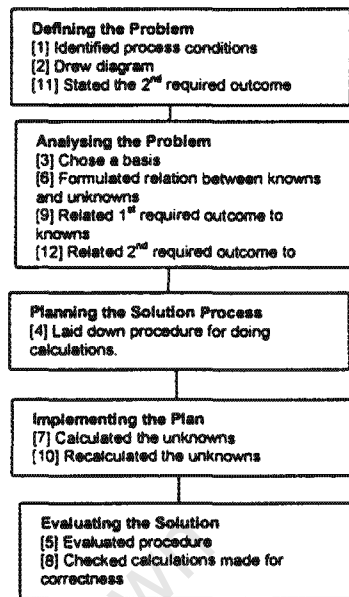 Defining the Problem
[1] Identified process conditions
[2] Drew diagram
[11] Stated the 2nd required outcome
Analysing the Problem
[3] Chose a basis
[6] Formulated relation between knowns
and unknowns
[9] Related 1st required outcome to
knowns
[12] Related 2nd required outcome to
Planning the Solution Process
[4] Laid down procedure for doing
calculations.
Implementing the Plan
[7] Calculated the unknowns
[10] Recalculated the unknowns
Evaluating the Solution
[5] Evaluated procedure
[8] Checked calculations made for
correctness